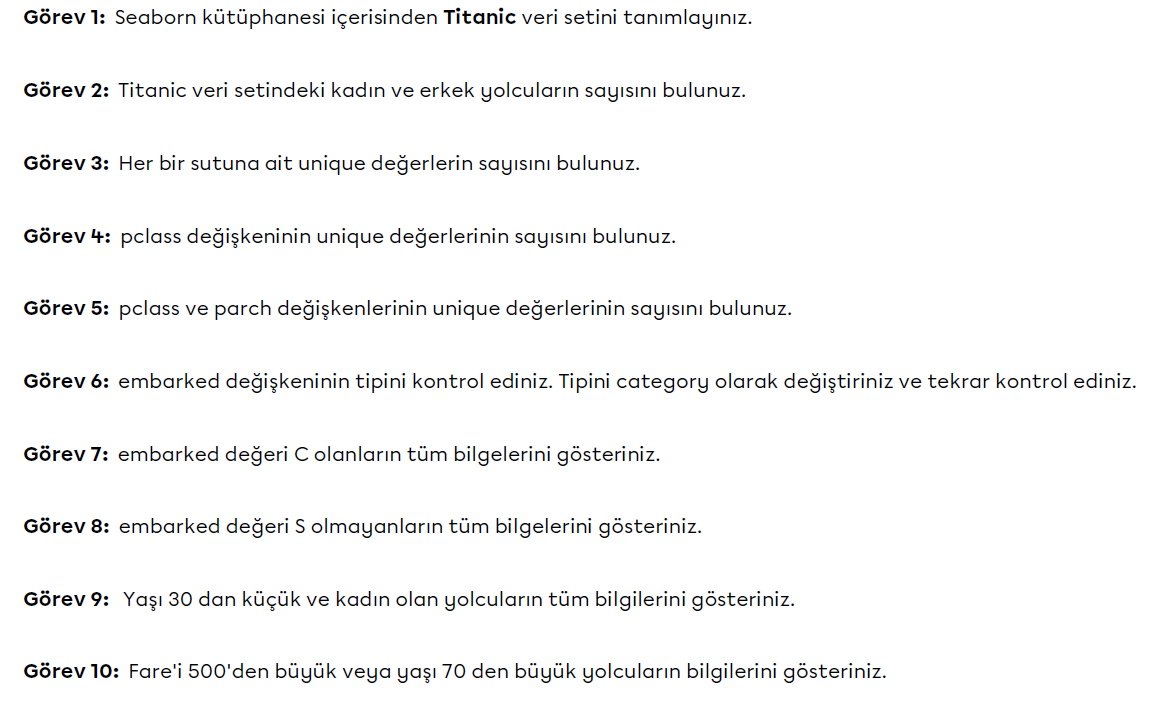 Görev 1: Seaborn kütüphanesi içerisinden Titanic veri setini tanımlayınız.
Görev 2: Titanic veri setindeki kadın ve erkek yolcuların sayısını bulunuz.
Görev 3: Her bir sutuna ait unique değerlerin sayısını bulunuz.
Görev 4: pclass değişkeninin unique değerlerinin sayısını bulunuz.
Görev 5: pclass ve parch değişkenlerinin unique değerlerinin sayısını bulunuz.
Görev 6: embarked değişkeninin tipini kontrol ediniz. Tipini category olarak değiştiriniz ve tekrar kontrol ediniz.
Görev 7: embarked değeri C olanların tüm bilgelerini gösteriniz.
Görev 8: embarked değeri S olmayanların tüm bilgelerini gösteriniz.
Görev 9: Yaşı 30 dan küçük ve kadın olan yolcuların tüm bilgilerini gösteriniz.
Görev 10: Fare'i 500'den büyük veya yaşı 70 den büyük yolcuların bilgilerini gösteriniz.